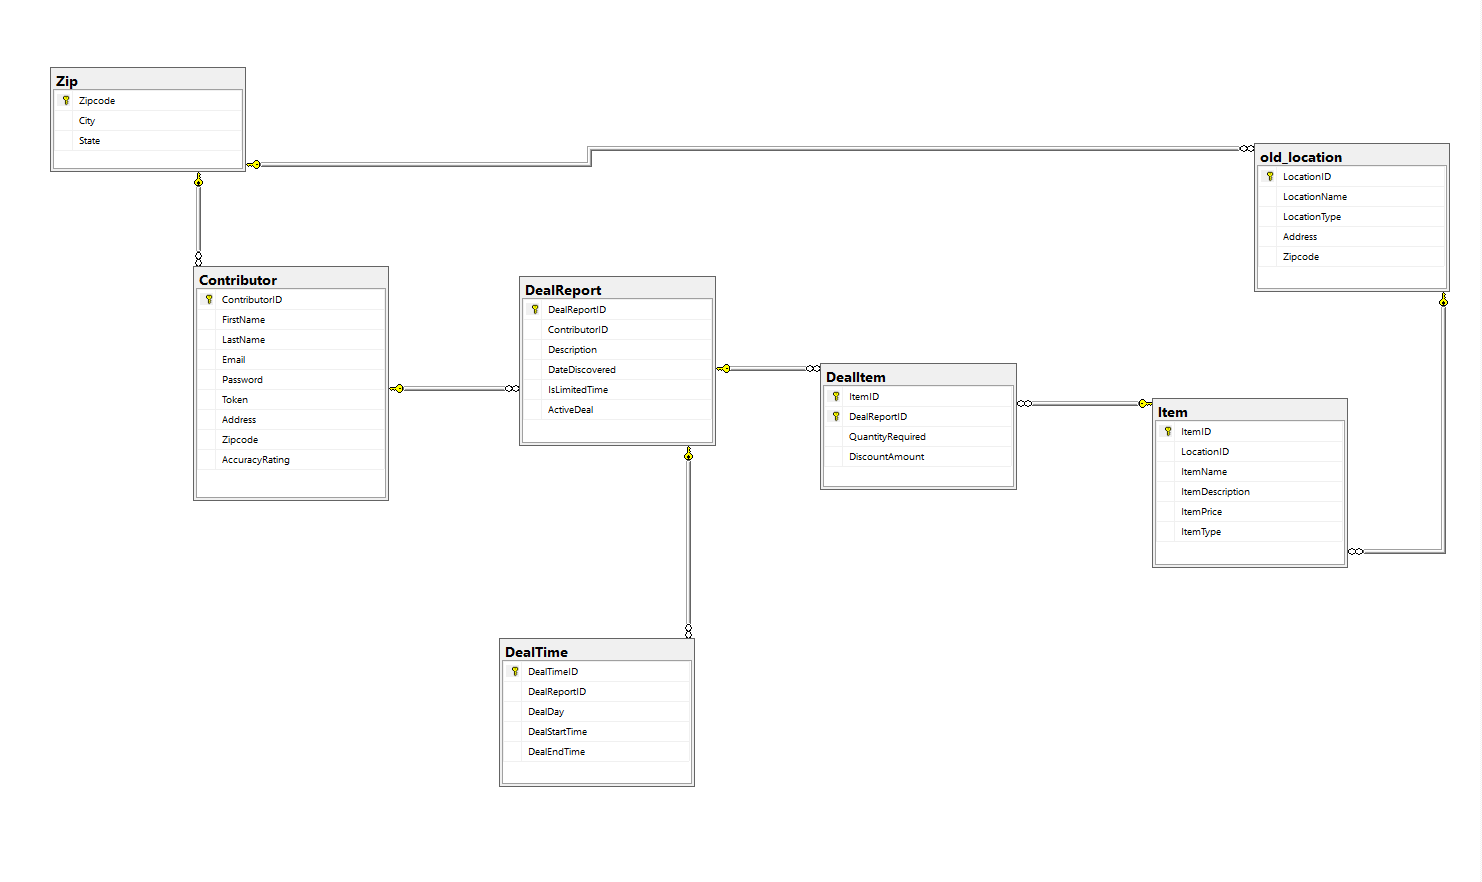 Zip
Zipcode
City
State
old_location
LocationID
LocationName
LocationType
Address
Zipcode
Contributor
ContributorID
FirstName
LastName
Email
Password
Token
Address
Zipcode
AccuracyRating
DealReport
DealReportID
ContributorID
Description
DateDiscovered
IsLimitedTime
ActiveDeal
DealItem
ItemID
DealReportID
QuantityRequired
DiscountAmount
Item
ItemID
LocationID
ItemName
ItemDescription
ItemPrice
ItemType
DealTime
DealTimeID
DealReportID
DealDay
DealStartTime
DealEndTime